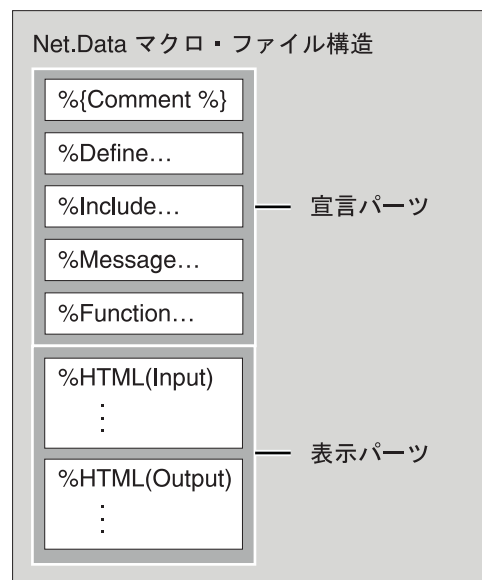 Net.Data マクロ・ファイル構造
%{Comment %}
%Define...
%Include...
宣言パーツ
%Message...
%Function...
%HTML(Input)
⋮
表示パーツ
%HTML(Output)
⋮